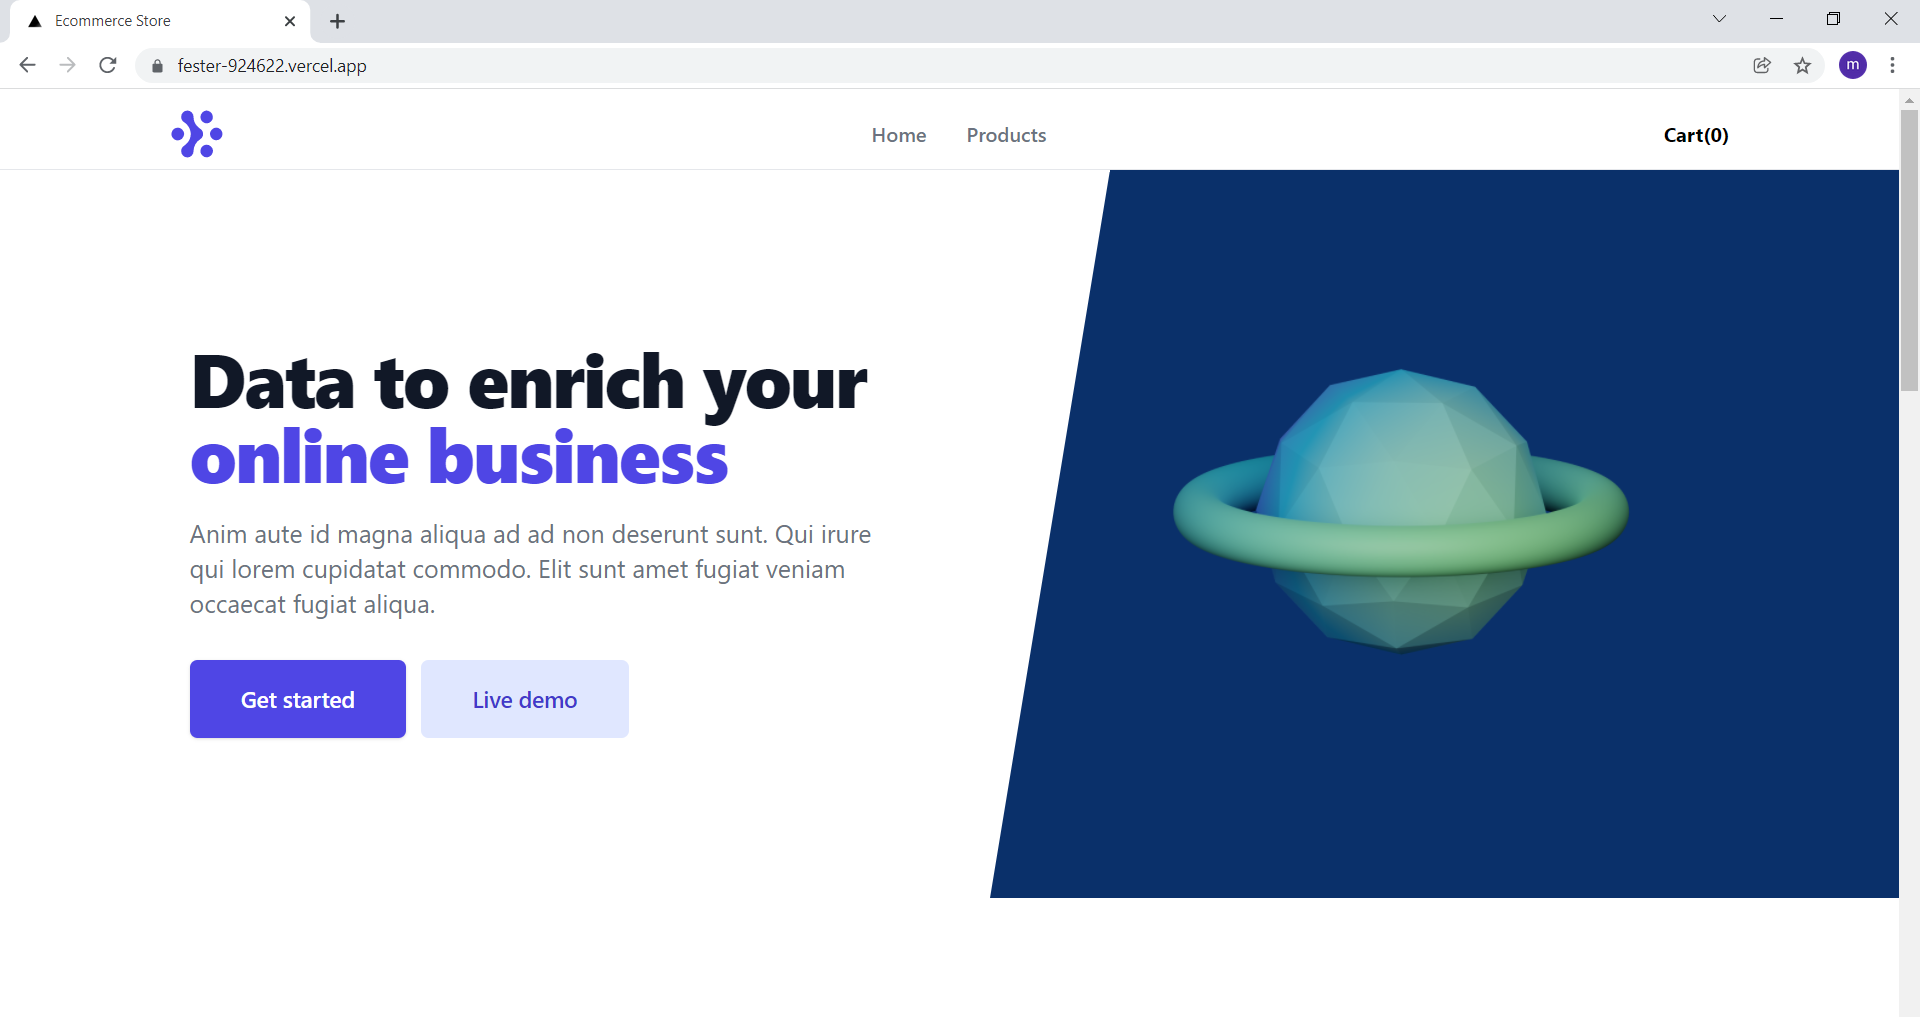 Ecommerce Store
fester-924622.vercel.app
m
Home
Products
Cart(0)
Data to enrich your
online business
Anim aute id magna aliqua ad ad non deserunt sunt. Qui irure
qui lorem cupidatat commodo. Elit sunt amet fugiat veniam
occaecat fugiat aliqua.
Get started
Live demo